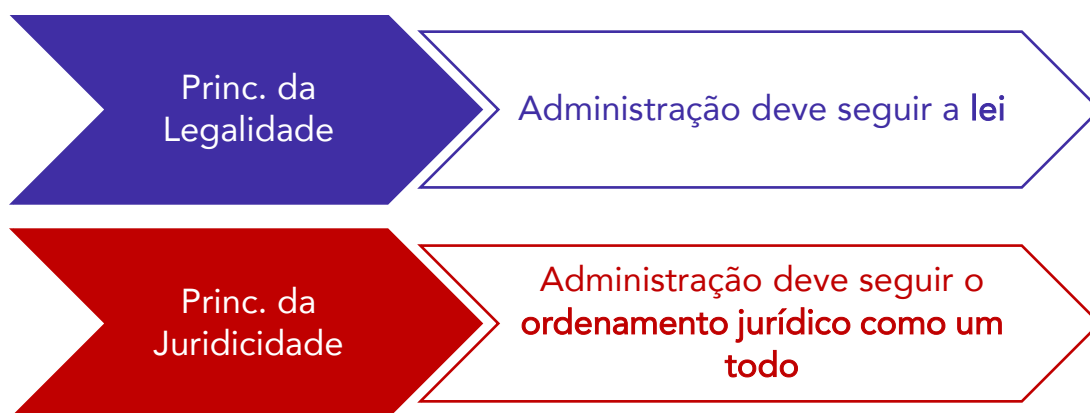 Princ. da
Legalidade
Administração deve seguir a lei
Princ. da
Juridicidade
Administração deve seguir o
ordenamento jurídico como um
todo